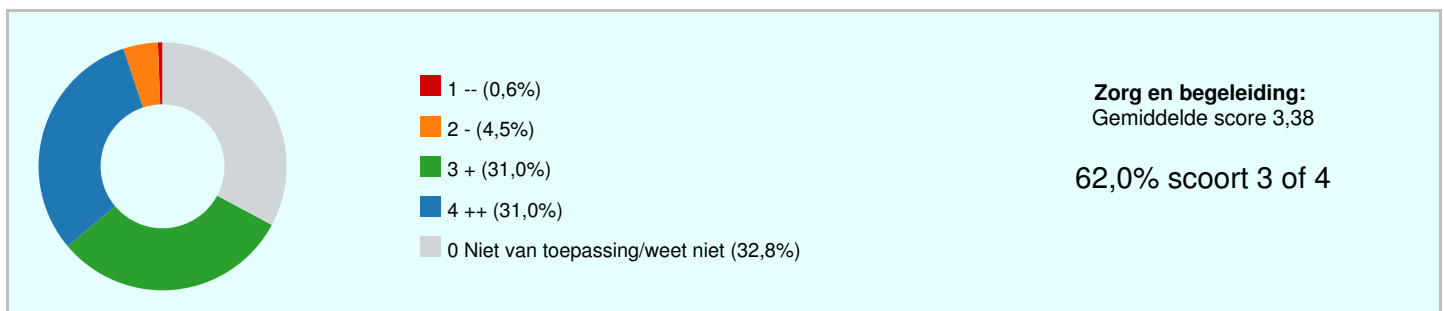 1 -- (0,6%)
2 - (4,5%)
3 + (31,0%)
4 ++ (31,0%)
0 Niet van toepassing/weet niet (32,8%)
Zorg en begeleiding:
Gemiddelde score 3,38
62,0% scoort 3 of 4